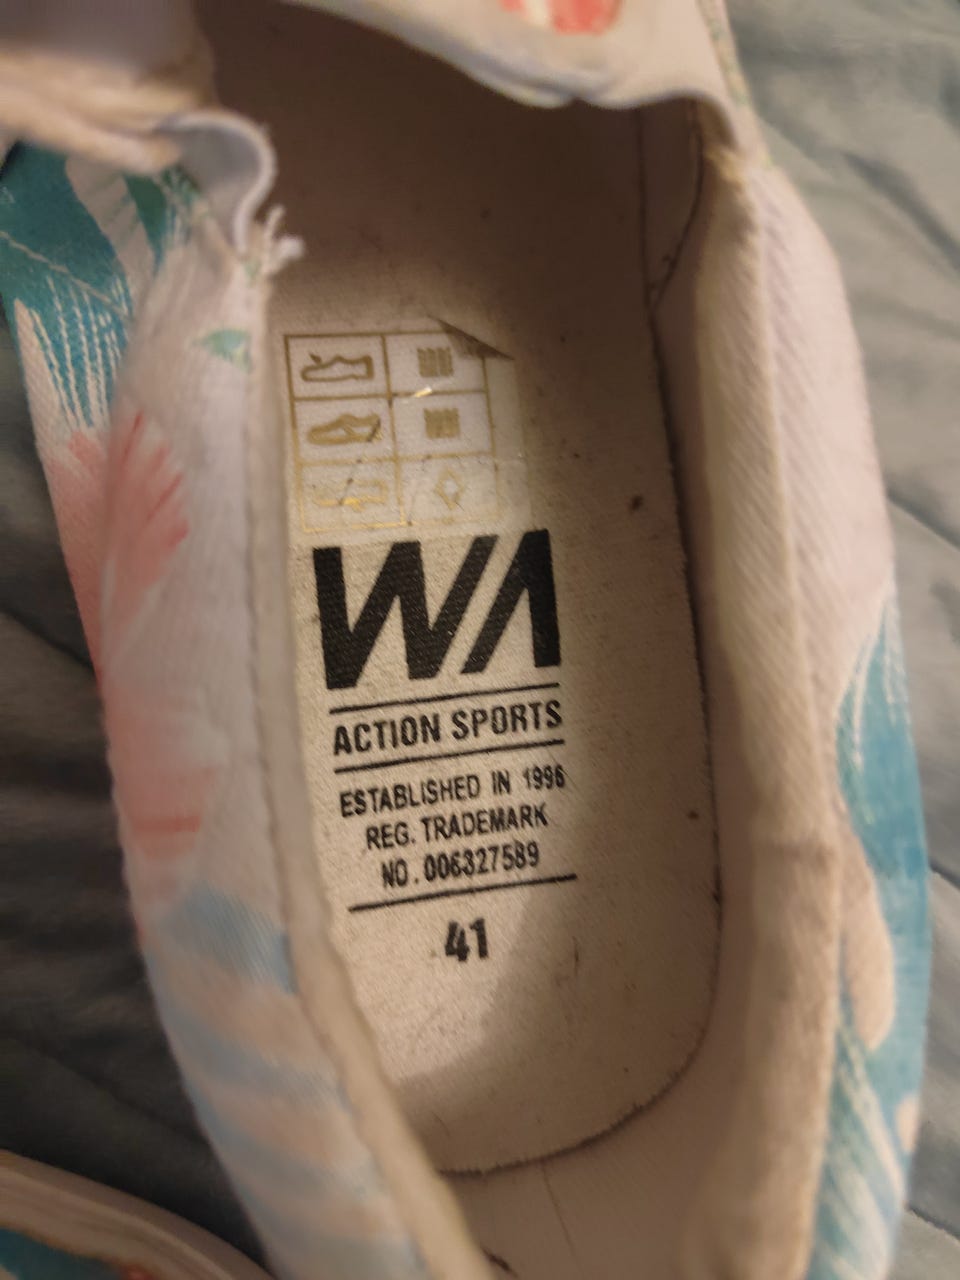 WA
ACTION SPORTS
ESTABLISHED IN 1996
REG. TRADEMARK
NO. 006327589
41